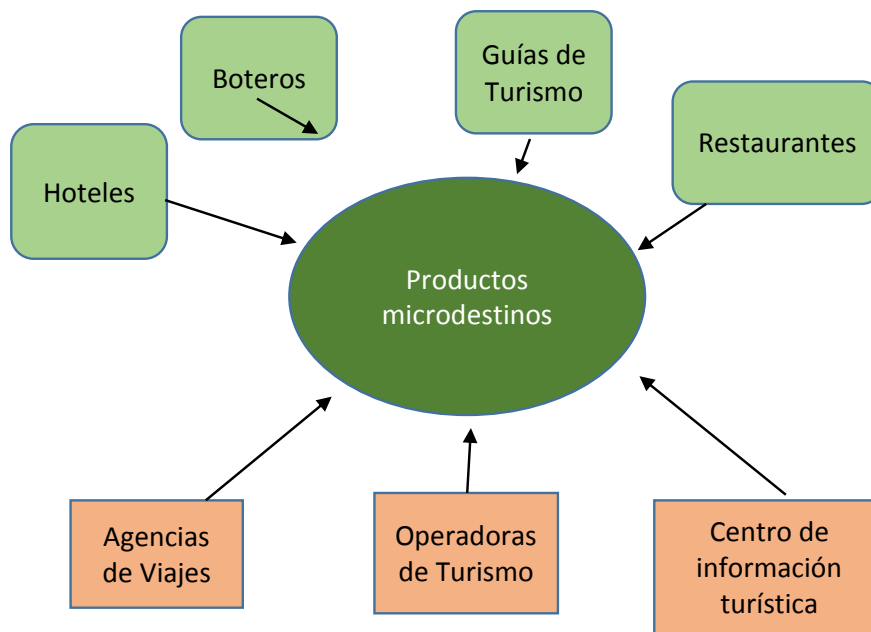 Boteros
Guías de
Turismo
Restaurantes
Hoteles
Productos
microdestinos
Agencias
de Viajes
Operadoras
de Turismo
Centro de
información
turística